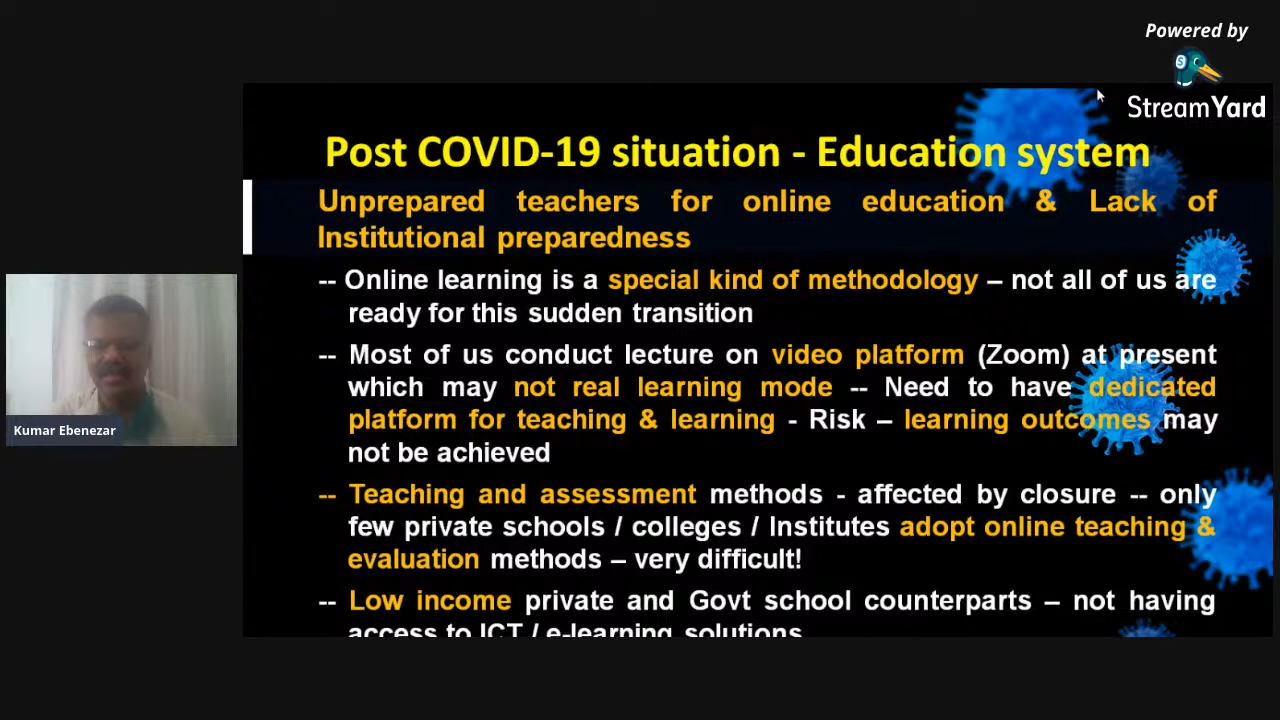 Powered by
StreamYard
Post COVID-19 situation - Education system
Unprepared teachers for online education & Lack of
Institutional preparedness
-- Online learning is a special kind of methodology – not all of us are
ready for this sudden transition
-- Most of us conduct lecture on video platform (Zoom) at present
which may not real learning mode -- Need to have dedicated
platform for teaching & learning - Risk – learning outcomes may
not be achieved
-- Teaching and assessment methods - affected by closure -- only
few private schools / colleges / Institutes adopt online teaching &
evaluation methods – very difficult!
-- Low income private and Govt school counterparts – not having
access to ICT / e-learning solutions
Kumar Ebenezar